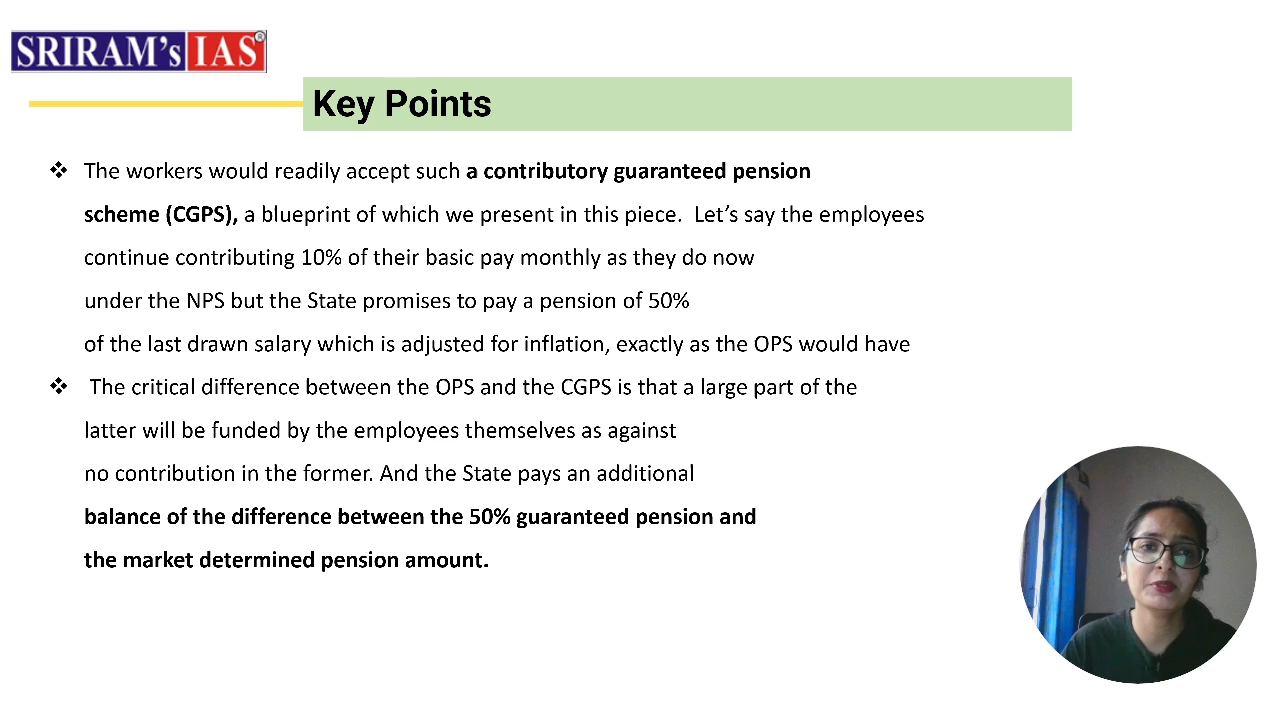 SRIRAM's IAS®
Key Points
❖ The workers would readily accept such a contributory guaranteed pension
scheme (CGPS), a blueprint of which we present in this piece. Let’s say the employees
continue contributing 10% of their basic pay monthly as they do now
under the NPS but the State promises to pay a pension of 50%
of the last drawn salary which is adjusted for inflation, exactly as the OPS would have
❖ The critical difference between the OPS and the CGPS is that a large part of the
latter will be funded by the employees themselves as against
no contribution in the former. And the State pays an additional
balance of the difference between the 50% guaranteed pension and
the market determined pension amount.